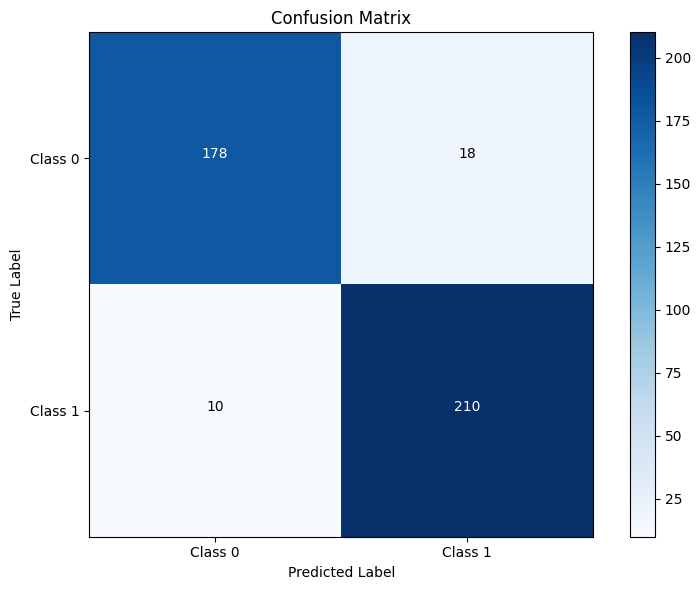 Confusion Matrix
True Label
Class 0
178
18
Class 1
10
210
Class 0
Class 1
Predicted Label
200
175
150
125
100
75
50
25